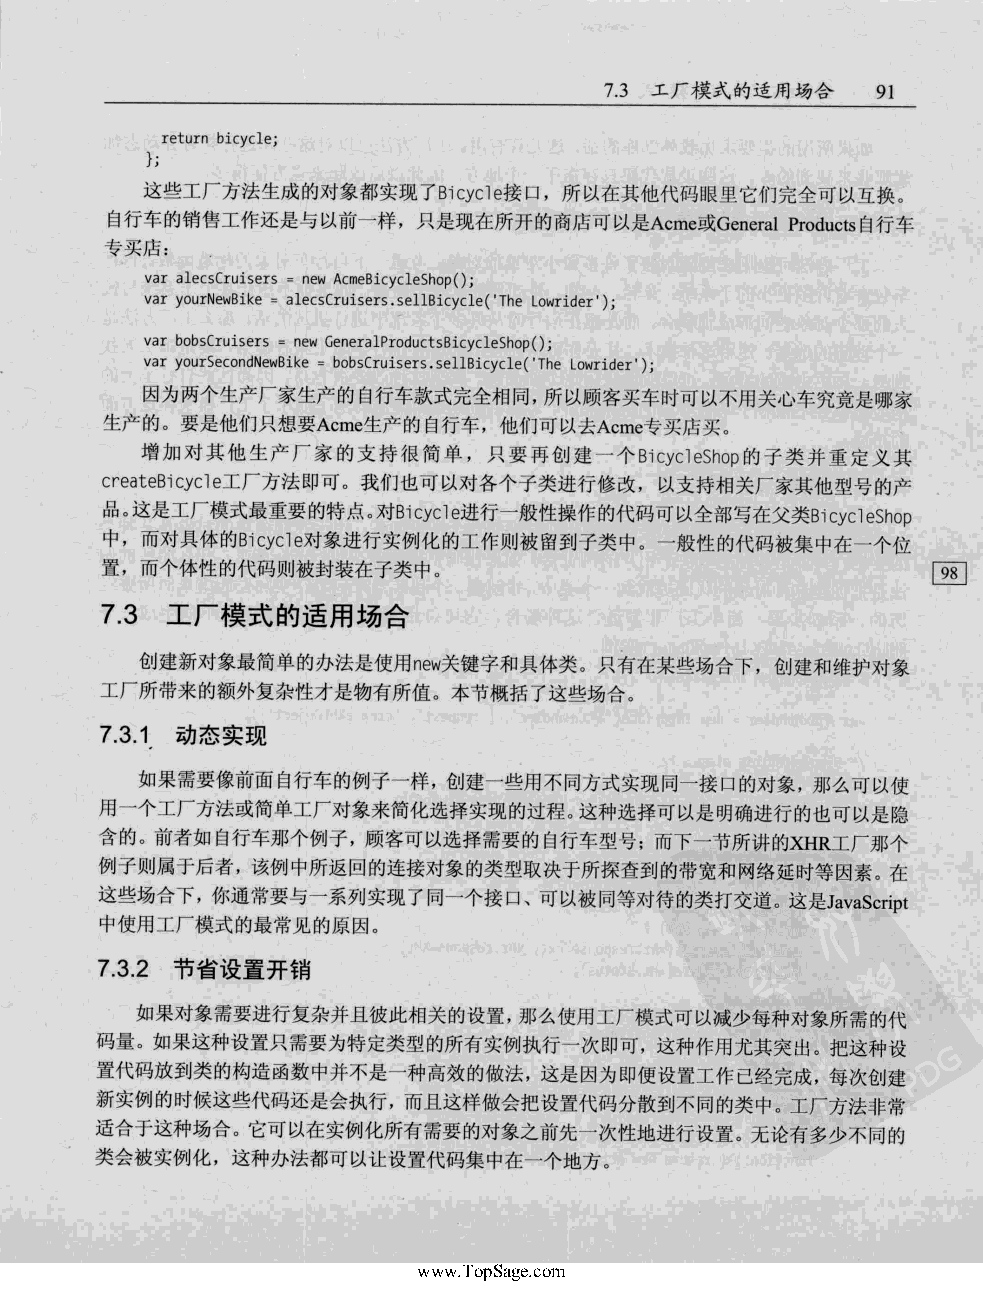 7.3 工厂模式的适用场合 91
return bicycle;
};
这些工厂方法生成的对象都实现了Bicycle接口，所以在其他代码眼里它们完全可以互换。
自行车的销售工作还是与以前一样，只是现在所开的商店可以是Acme或General Products自行车
专买店：
var alecsCruisers = new AcmeBicycleShop();
var yourNewBike = alecsCruisers.sellBicycle('The Lowrider');
var bobsCruisers = new GeneralProductsBicycleShop();
var yourSecondNewBike = bobsCruisers.sellBicycle('The Lowrider');
因为两个生产厂家生产的自行车款式完全相同，所以顾客买车时可以不用关心车究竟是哪家
生产的。要是他们只想要Acme生产的自行车，他们可以去Acme专买店买。
增加对其他生产厂家的支持很简单，只要再创建一个BicycleShop的子类并重定义其
createBicycle工厂方法即可。我们也可以对各个子类进行修改，以支持相关厂家其他型号的产
品。这是工厂模式最重要的特点。对Bicycle进行一般性操作的代码可以全部写在父类BicycleShop
中，而对具体的Bicycle对象进行实例化的工作则被留到子类中。一般性的代码被集中在一个位
置，而个体性的代码则被封装在子类中。
98
7.3 工厂模式的适用场合
创建新对象最简单的办法是使用new关键字和具体类。只有在某些场合下，创建和维护对象
工厂所带来的额外复杂性才是物有所值。本节概括了这些场合。
7.3.1 动态实现
如果需要像前面自行车的例子一样，创建一些用不同方式实现同一接口的对象，那么可以使
用一个工厂方法或简单工厂对象来简化选择实现的过程。这种选择可以是明确进行的也可以是隐
含的。前者如自行车那个例子，顾客可以选择需要的自行车型号；而下一节所讲的XHR工厂那个
例子则属于后者，该例中所返回的连接对象的类型取决于所探查到的带宽和网络延时等因素。在
这些场合下，你通常要与一系列实现了同一个接口、可以被同等对待的类打交道。这是JavaScript
中使用工厂模式的最常见的原因。
7.3.2 节省设置开销
如果对象需要进行复杂并且彼此相关的设置，那么使用工厂模式可以减少每种对象所需的代
码量。如果这种设置只需要为特定类型的所有实例执行一次即可，这种作用尤其突出。把这种设
置代码放到类的构造函数中并不是一种高效的做法，这是因为即便设置工作已经完成，每次创建
新实例的时候这些代码还是会执行，而且这样做会把设置代码分散到不同的类中。工厂方法非常
适合于这种场合。它可以在实例化所有需要的对象之前先一次性地进行设置。无论有多少不同的
类会被实例化，这种办法都可以让设置代码集中在一个地方。
PDG
www.TopSage.com